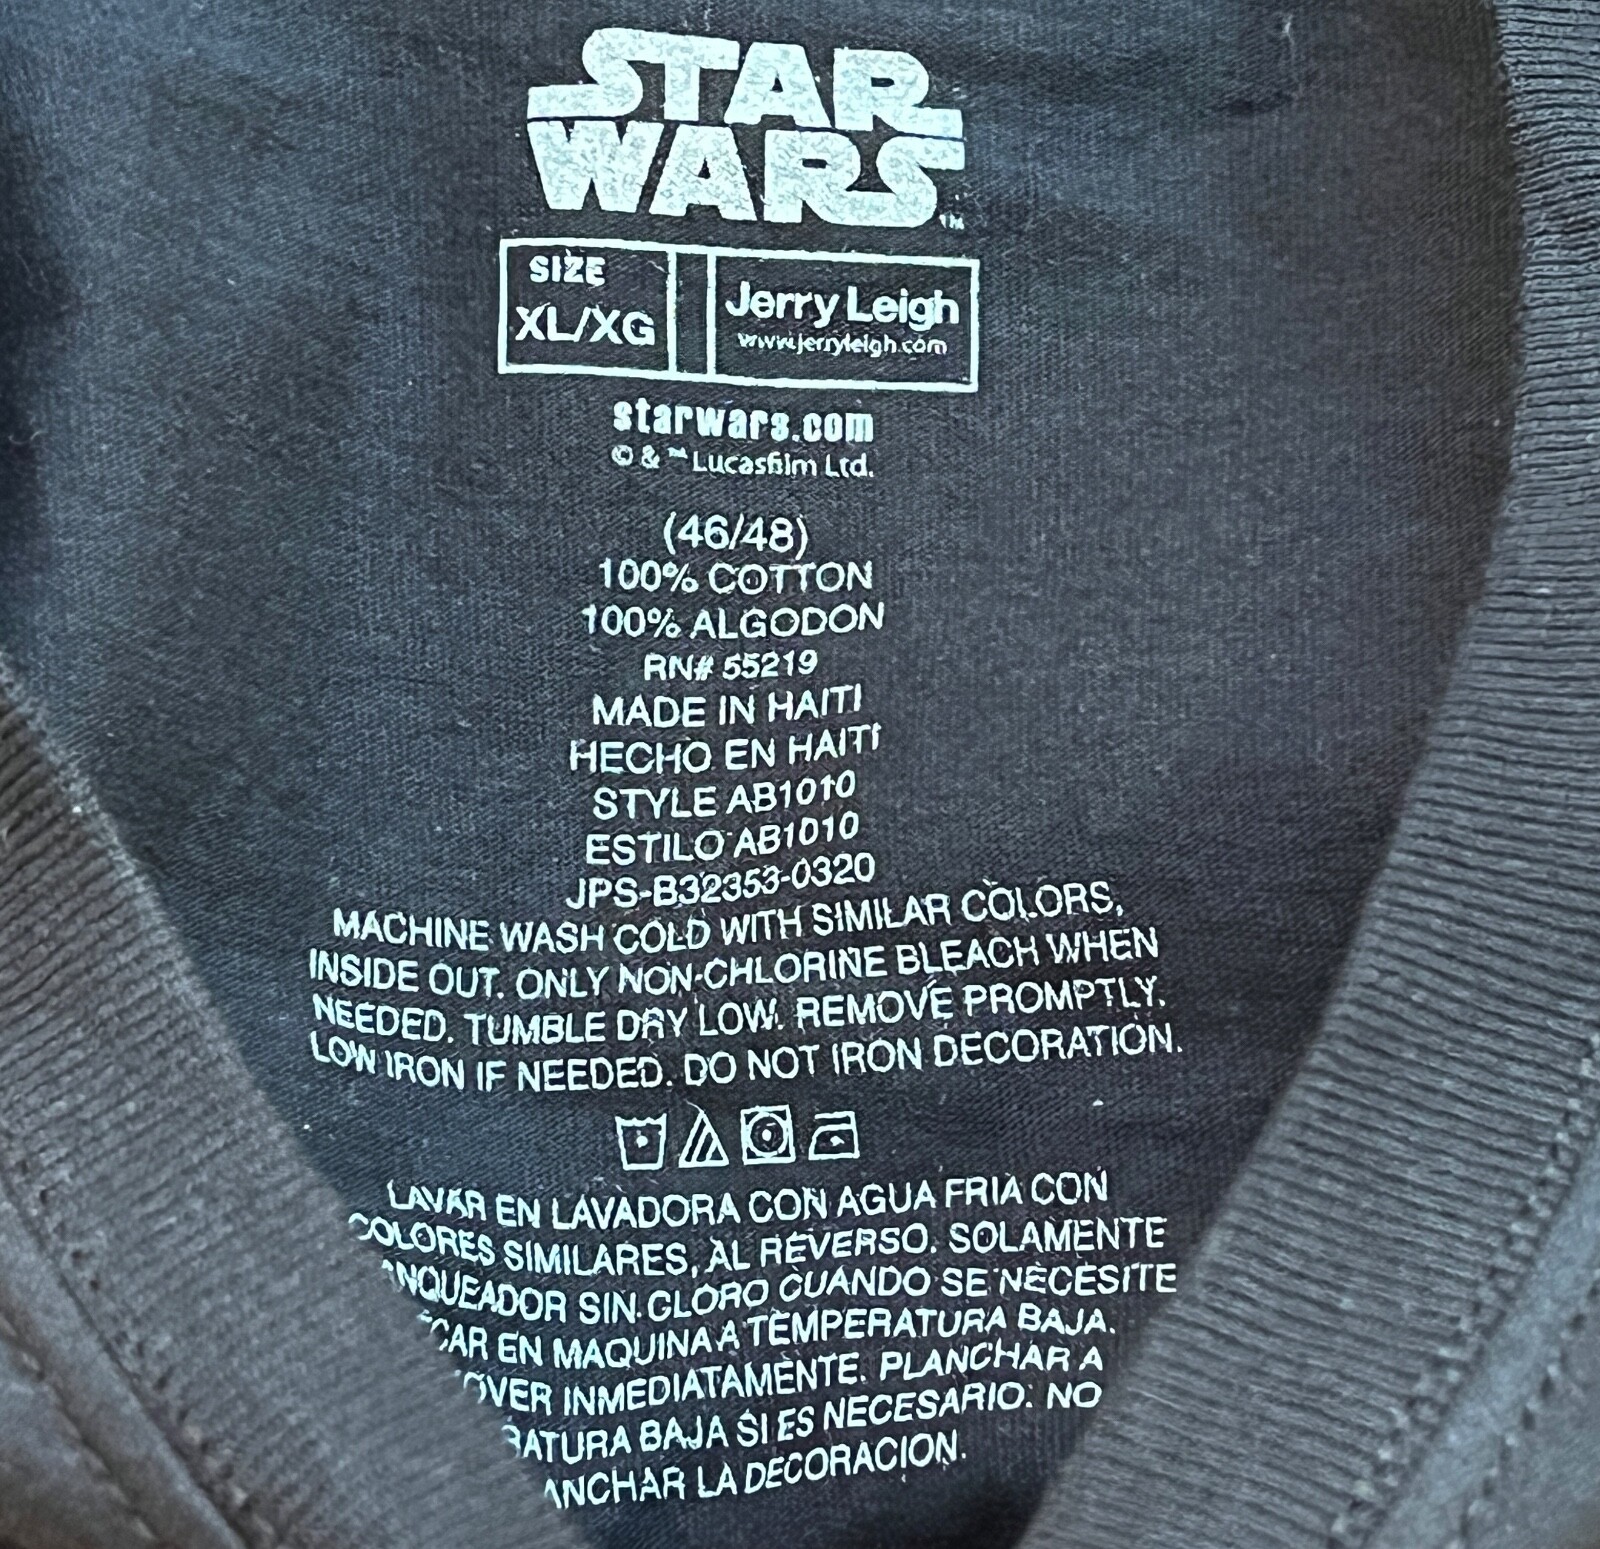 STAR
WARS™
SIZE
XL/XG
Jerry Leigh
www.jerryleigh.com
starwars.com
© & ™ Lucasfilm Ltd.
(46/48)
100% COTTON
100% ALGODON
RN# 55219
MADE IN HAITI
HECHO EN HAITI
STYLE AB1010
ESTILO AB1010
JPS-B32353-0320
MACHINE WASH COLD WITH SIMILAR COLORS,
INSIDE OUT. ONLY NON-CHLORINE BLEACH WHEN
NEEDED. TUMBLE DRY LOW. REMOVE PROMPTLY.
LOW IRON IF NEEDED. DO NOT IRON DECORATION.
LAVAR EN LAVADORA CON AGUA FRIA CON
COLORES SIMILARES, AL REVERSO. SOLAMENTE
NQUEADOR SIN CLORO CUANDO SE NECESITE
CAR EN MAQUINA A TEMPERATURA BAJA.
OVER INMEDIATAMENTE. PLANCHAR A
RATURA BAJA SI ES NECESARIO. NO
ANCHAR LA DECORACION.